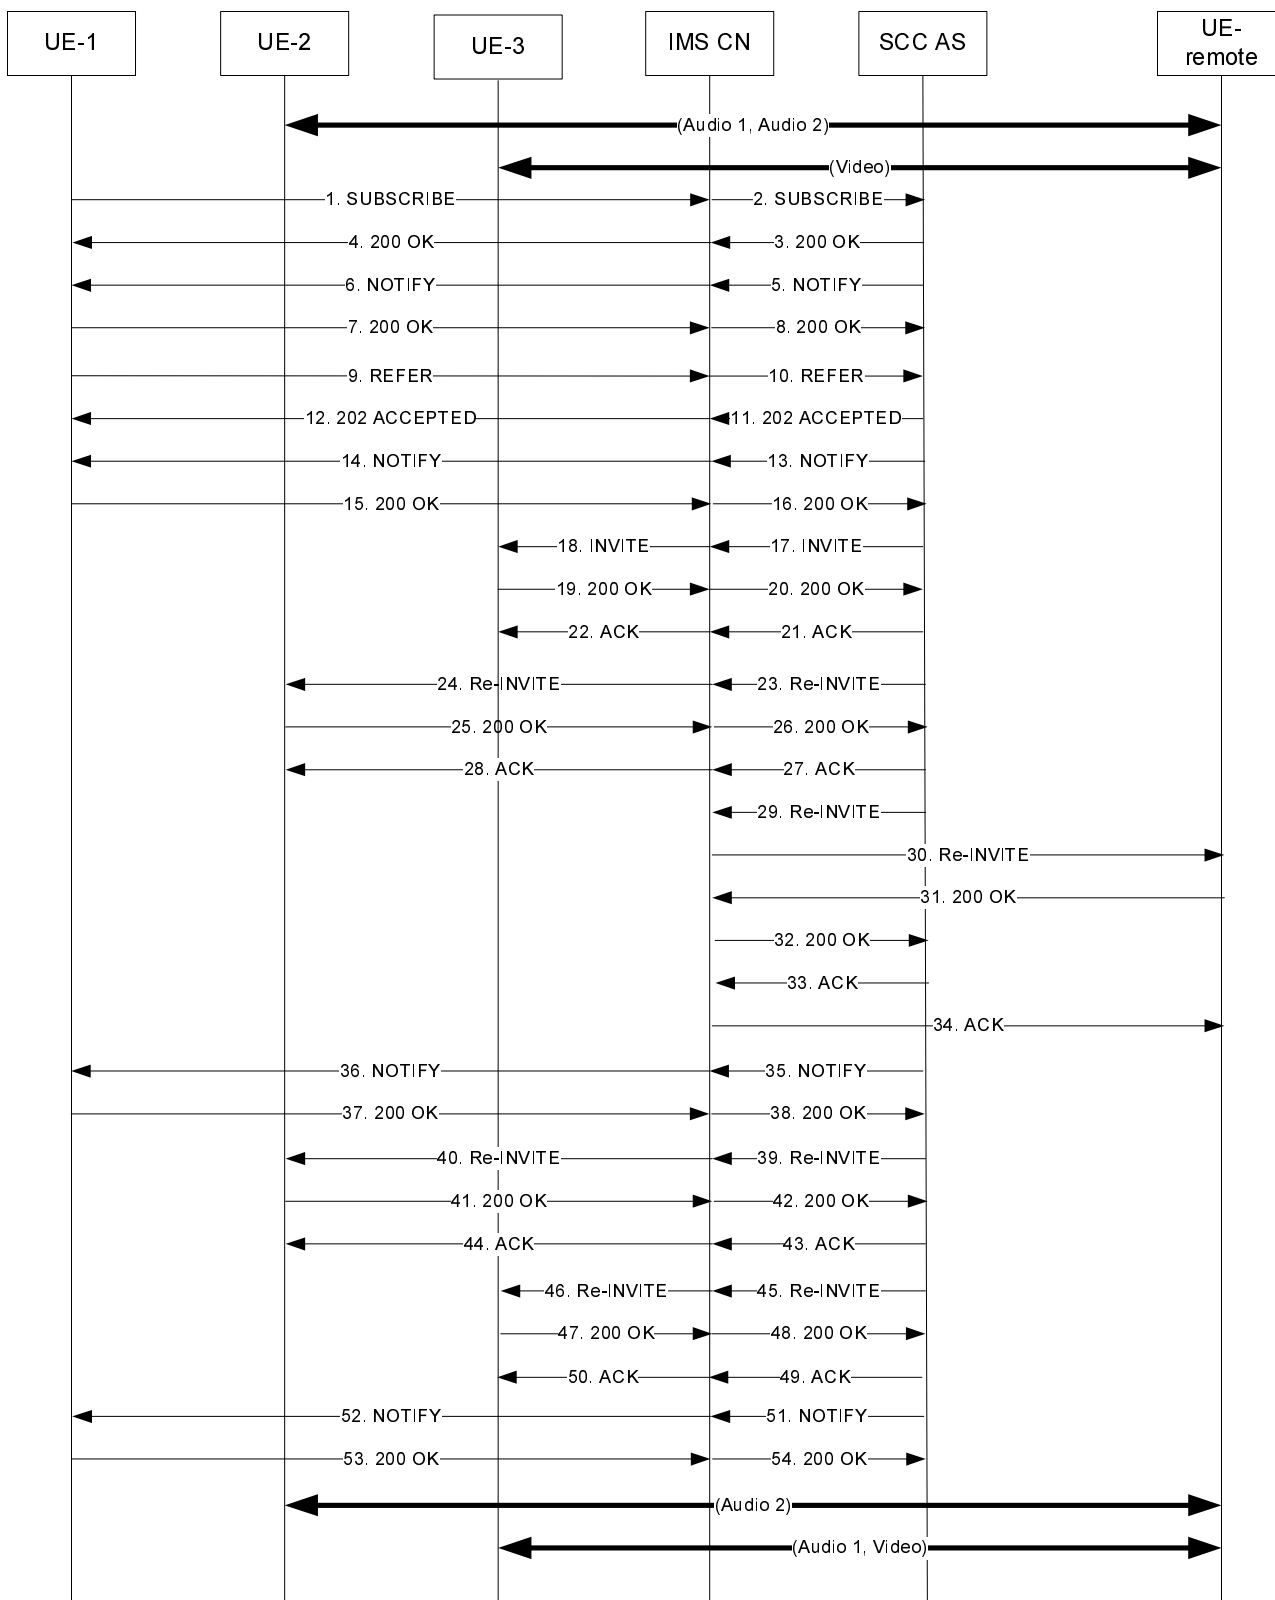 UE-1
UE-2
UE-3
IMS CN
SCC AS
UE-
remote
(Audio 1, Audio 2)
(Video)
1. SUBSCRIBE
2. SUBSCRIBE
4. 200 OK
3. 200 OK
6. NOTIFY
5. NOTIFY
7. 200 OK
8. 200 OK
9. REFER
10. REFER
12. 202 ACCEPTED
11. 202 ACCEPTED
14. NOTIFY
13. NOTIFY
15. 200 OK
16. 200 OK
18. INVITE
17. INVITE
19. 200 OK
20. 200 OK
22. ACK
21. ACK
24. Re-INVITE
23. Re-INVITE
25. 200 OK
26. 200 OK
28. ACK
27. ACK
29. Re-INVITE
30. Re-INVITE
31. 200 OK
32. 200 OK
33. ACK
34. ACK
36. NOTIFY
35. NOTIFY
37. 200 OK
38. 200 OK
40. Re-INVITE
39. Re-INVITE
41. 200 OK
42. 200 OK
44. ACK
43. ACK
46. Re-INVITE
45. Re-INVITE
47. 200 OK
48. 200 OK
50. ACK
49. ACK
52. NOTIFY
51. NOTIFY
53. 200 OK
54. 200 OK
(Audio 2)
(Audio 1, Video)